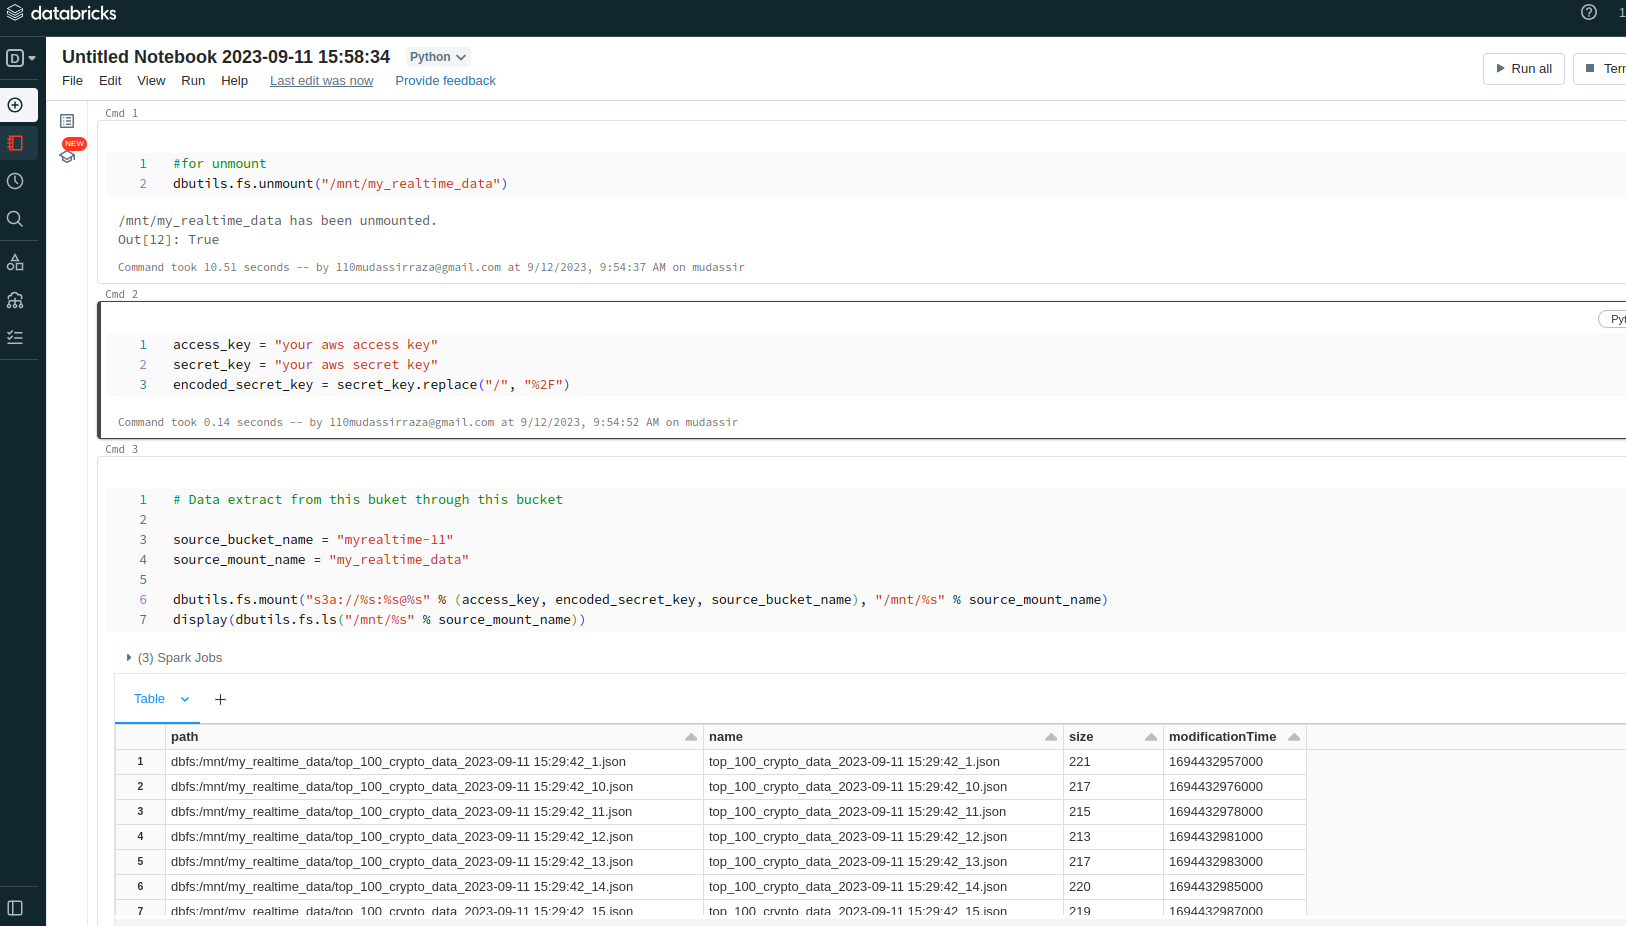 databricks
1
D
Untitled Notebook 2023-09-11 15:58:34 Python
File Edit View Run Help Last edit was now Provide feedback
Run all
Terr
NEW
Cmd 1
1 #for unmount
2 dbutils.fs.unmount("/mnt/my_realtime_data")
/mnt/my_realtime_data has been unmounted.
Out[12]: True
Command took 10.51 seconds -- by 110mudassirraza@gmail.com at 9/12/2023, 9:54:37 AM on mudassir
Cmd 2
Pyt
1 access_key = "your aws access key"
2 secret_key = "your aws secret key"
3 encoded_secret_key = secret_key.replace("/", "%2F")
Command took 0.14 seconds -- by 110mudassirraza@gmail.com at 9/12/2023, 9:54:52 AM on mudassir
Cmd 3
1 # Data extract from this buket through this bucket
2
3 source_bucket_name = "myrealtime-11"
4 source_mount_name = "my_realtime_data"
5
6 dbutils.fs.mount("s3a://%s:%s@%s" % (access_key, encoded_secret_key, source_bucket_name), "/mnt/%s" % source_mount_name)
7 display(dbutils.fs.ls("/mnt/%s" % source_mount_name))
(3) Spark Jobs
Table +
path name size modificationTime
1 dbfs:/mnt/my_realtime_data/top_100_crypto_data_2023-09-11 15:29:42_1.json top_100_crypto_data_2023-09-11 15:29:42_1.json 221 1694432957000
2 dbfs:/mnt/my_realtime_data/top_100_crypto_data_2023-09-11 15:29:42_10.json top_100_crypto_data_2023-09-11 15:29:42_10.json 217 1694432976000
3 dbfs:/mnt/my_realtime_data/top_100_crypto_data_2023-09-11 15:29:42_11.json top_100_crypto_data_2023-09-11 15:29:42_11.json 215 1694432978000
4 dbfs:/mnt/my_realtime_data/top_100_crypto_data_2023-09-11 15:29:42_12.json top_100_crypto_data_2023-09-11 15:29:42_12.json 213 1694432981000
5 dbfs:/mnt/my_realtime_data/top_100_crypto_data_2023-09-11 15:29:42_13.json top_100_crypto_data_2023-09-11 15:29:42_13.json 217 1694432983000
6 dbfs:/mnt/my_realtime_data/top_100_crypto_data_2023-09-11 15:29:42_14.json top_100_crypto_data_2023-09-11 15:29:42_14.json 220 1694432985000
7 dbfs:/mnt/my_realtime_data/top_100_crypto_data_2023-09-11 15:29:42_15.json top_100_crypto_data_2023-09-11 15:29:42_15.json 219 1694432987000